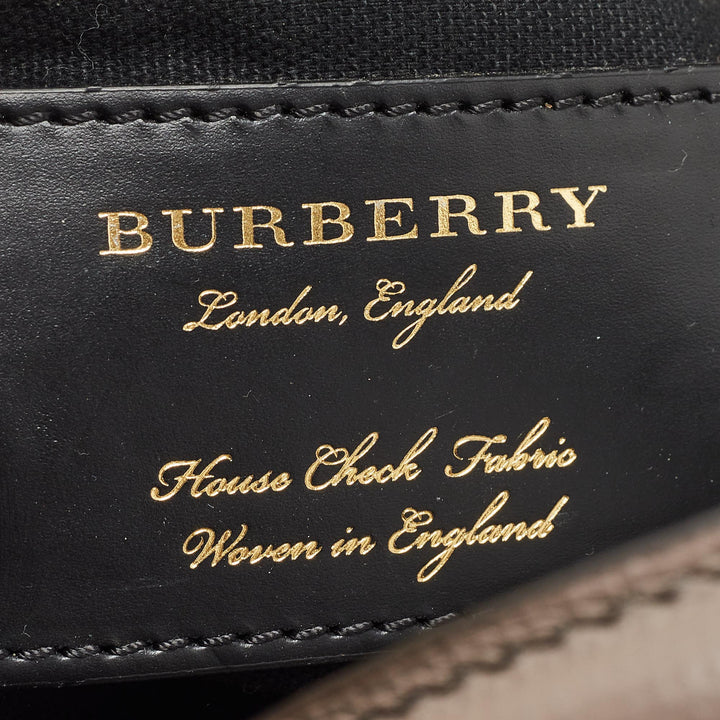 BURBERRY
London, England
House Check Fabric
Woven in England